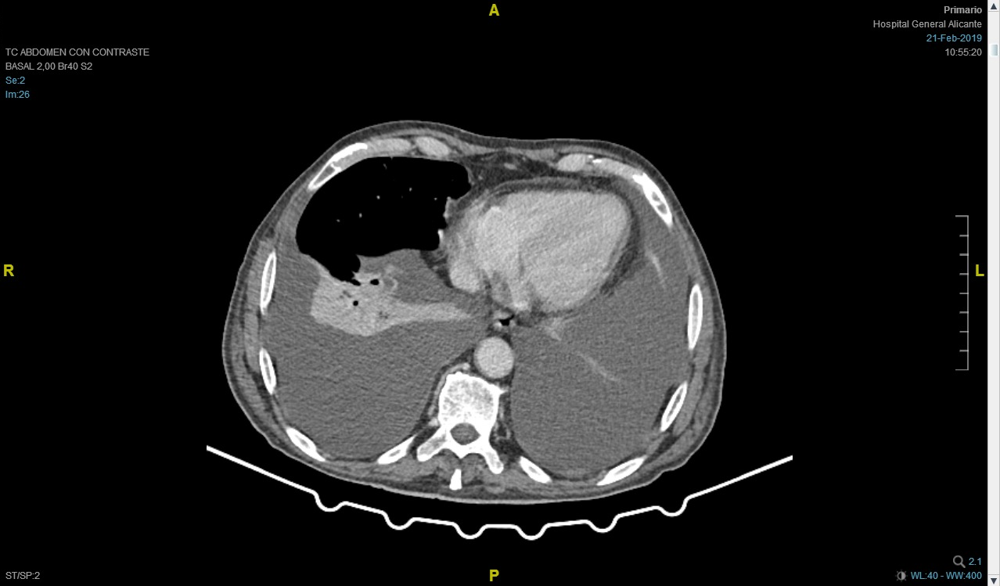 A
Primario
Hospital General Alicante
21-Feb-2019
10:55:20
TC ABDOMEN CON CONTRASTE
BASAL 2,00 Br40 S2
Se:2
Im:26
R
L
2.1
ST/SP:2
P
WL:40 - WW:400